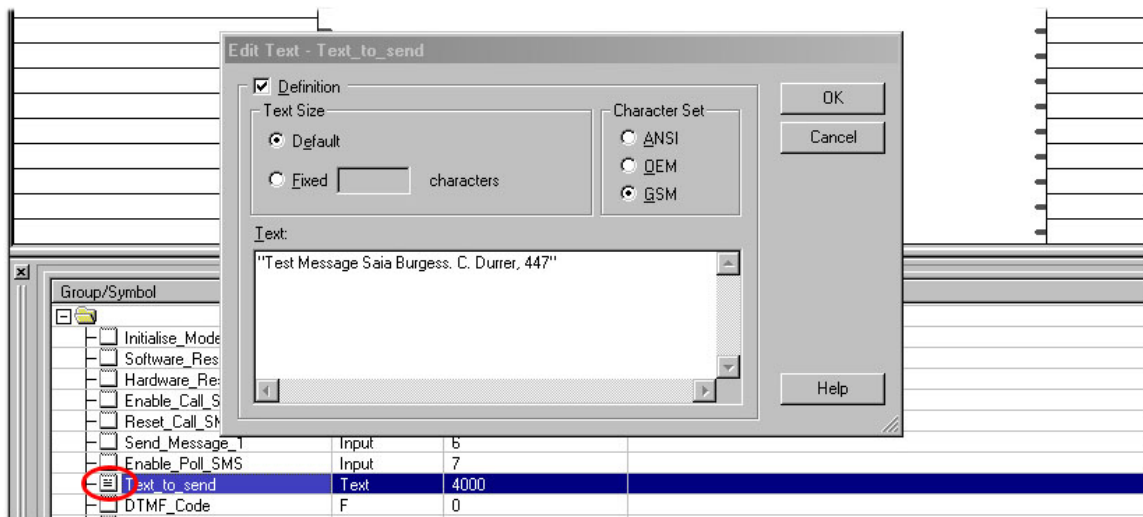 Edit Text - Text_to_send
Definition
Text Size
Default
Fixed characters
Character Set
ANSI
OEM
GSM
OK
Cancel
Text:
"Test Message Saia Burgess. C. Durrer, 447"
Help
Group/Symbol
Initialise_Mode
Software_Res
Hardware_Re
Enable_Call_S
Reset_Call_S
Send_Message_1 Input 6
Enable_Poll_SMS Input 7
Text_to_send Text 4000
DTMF_Code F 0